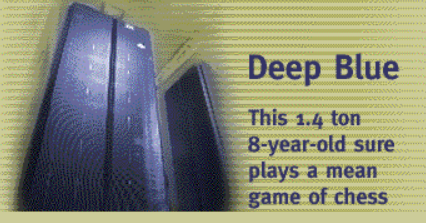 Deep Blue
This 1.4 ton
8-year-old sure
plays a mean
game of chess